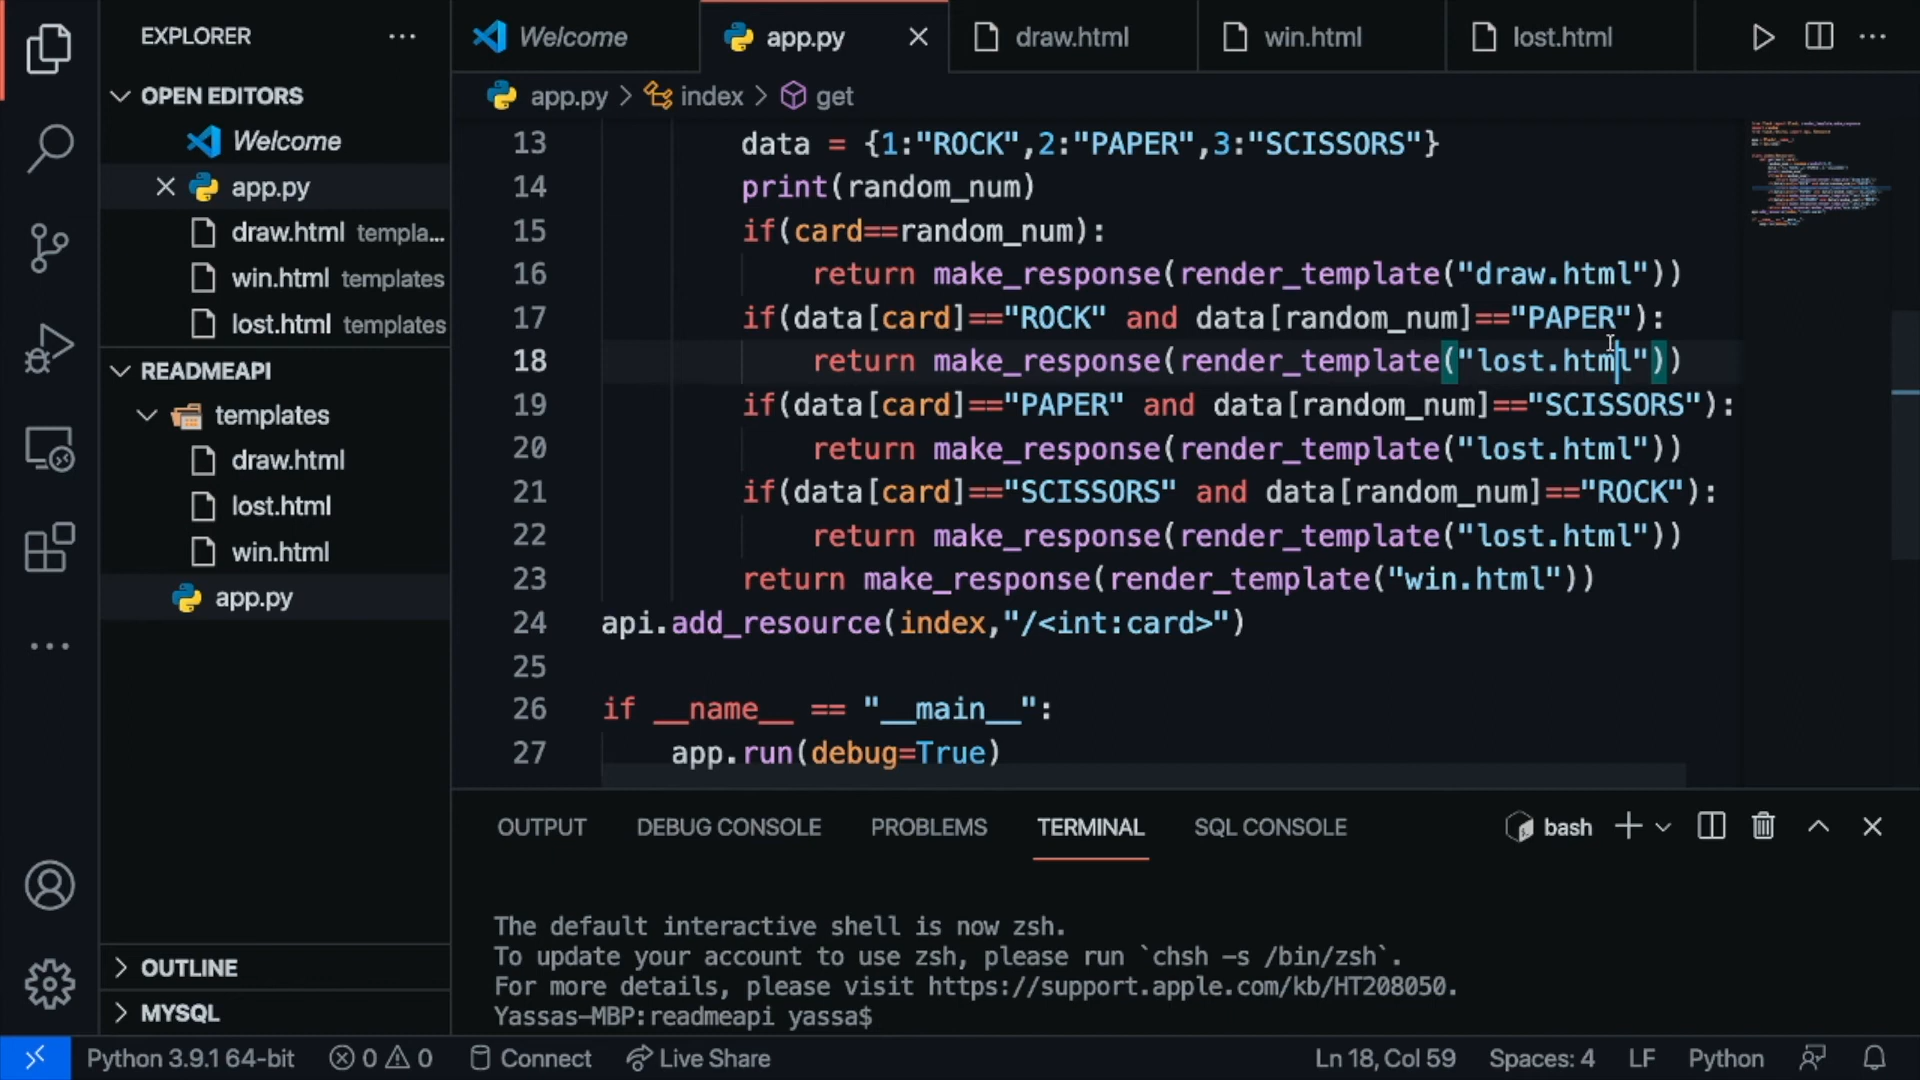 EXPLORER
OPEN EDITORS
Welcome
app.py
draw.html templa...
win.html templates
lost.html templates
READMEAPI
templates
draw.html
lost.html
win.html
app.py
OUTLINE
MYSQL
Welcome
app.py
draw.html
win.html
lost.html
app.py > index > get
13 data = {1:"ROCK",2:"PAPER",3:"SCISSORS"}
14 print(random_num)
15 if(card==random_num):
16 return make_response(render_template("draw.html"))
17 if(data[card]=="ROCK" and data[random_num]=="PAPER"):
18 return make_response(render_template("lost.html"))
19 if(data[card]=="PAPER" and data[random_num]=="SCISSORS"):
20 return make_response(render_template("lost.html"))
21 if(data[card]=="SCISSORS" and data[random_num]=="ROCK"):
22 return make_response(render_template("lost.html"))
23 return make_response(render_template("win.html"))
24 api.add_resource(index,"/<int:card>")
25
26 if __name__ == "__main__":
27 app.run(debug=True)
OUTPUT DEBUG CONSOLE PROBLEMS TERMINAL SQL CONSOLE bash
The default interactive shell is now zsh.
To update your account to use zsh, please run `chsh -s /bin/zsh`.
For more details, please visit https://support.apple.com/kb/HT208050.
Yassas-MBP:readmeapi yassa$
Python 3.9.1 64-bit 0 0 Connect Live Share Ln 18, Col 59 Spaces: 4 LF Python